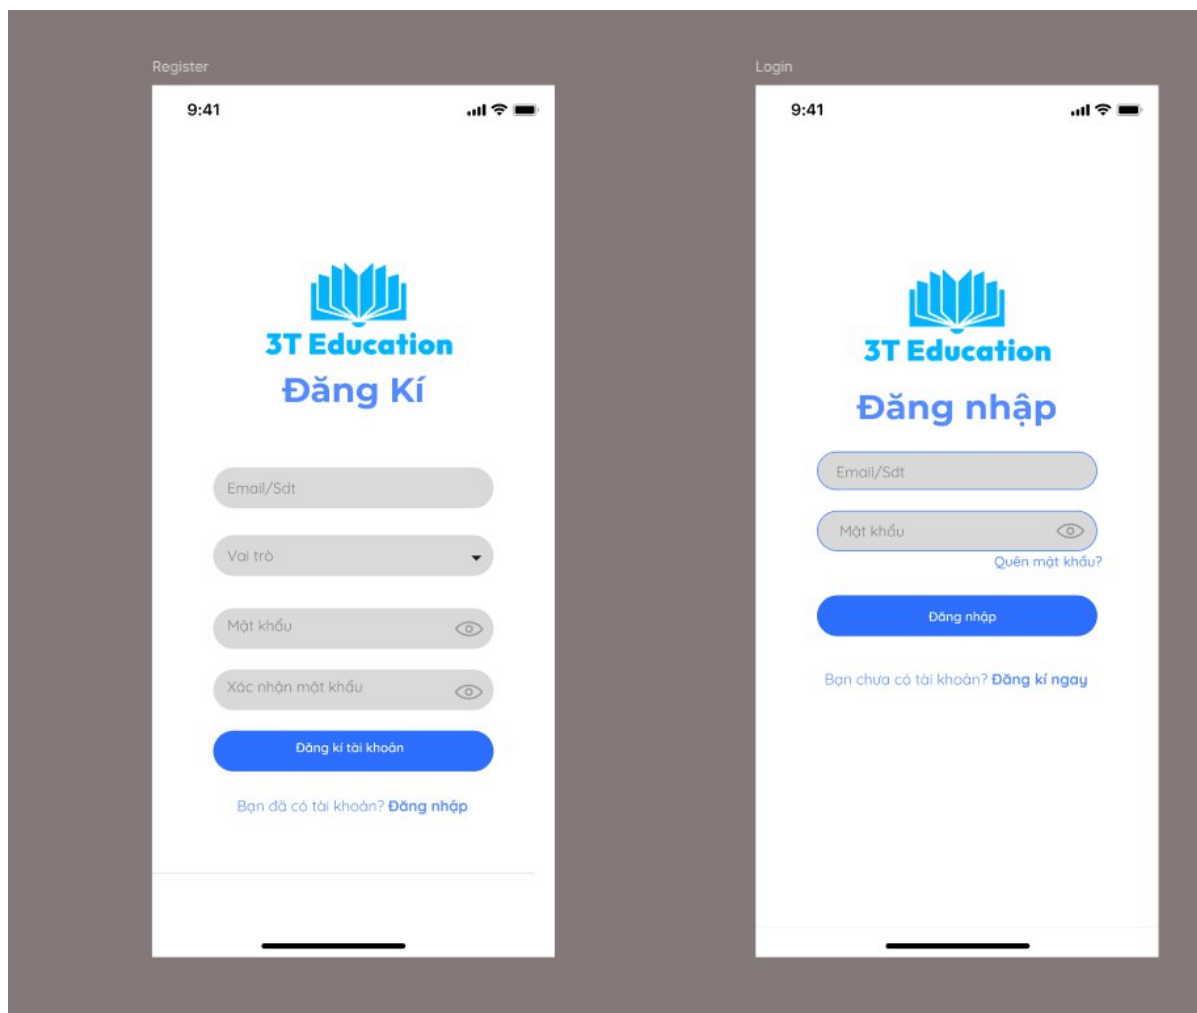 Register
9:41
3T Education
Đăng Kí
Email/Sdt
Vai trò
Mật khẩu
Xác nhận mật khẩu
Đăng kí tài khoản
Bạn đã có tài khoản? Đăng nhập
Login
9:41
3T Education
Đăng nhập
Email/Sdt
Mật khẩu
Quên mật khẩu?
Đăng nhập
Bạn chưa có tài khoản? Đăng kí ngay